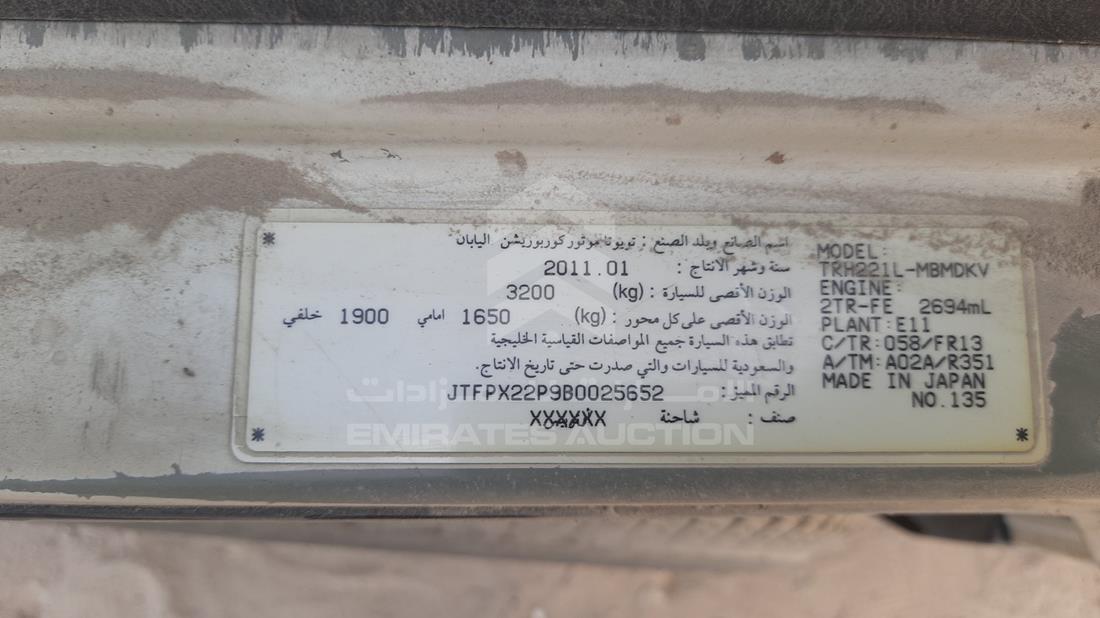 اسم الصانع وبلد الصنع : تويوتا موتور كوربوريشن اليابان
سنة وشهر الانتاج : 2011.01
الوزن الأقصى للسيارة : (kg) 3200
الوزن الأقصى على كل محور : (kg) 1650 امامي 1900 خلفي
تطابق هذه السيارة جميع المواصفات القياسية الخليجية
والسعودية للسيارات والتي صدرت حتى تاريخ الانتاج.
الرقم المميز : JTFPX22P9B0025652
صنف : شاحنة XXXXXX
MODEL:
TRH221L-MBMDKV
ENGINE:
2TR-FE 2694mL
PLANT:E11
C/TR:058/FR13
A/TM:A02A/R351
MADE IN JAPAN
NO.135
EMIRATES AUCTION